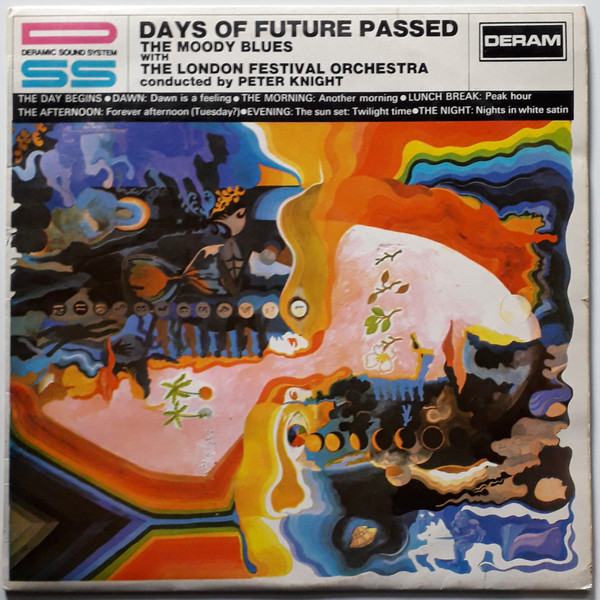 D
DERAMIC SOUND SYSTEM
SS
DAYS OF FUTURE PASSED
THE MOODY BLUES
WITH
THE LONDON FESTIVAL ORCHESTRA
conducted by PETER KNIGHT
DERAM
THE DAY BEGINS ● DAWN: Dawn is a feeling ● THE MORNING: Another morning ● LUNCH BREAK: Peak hour
THE AFTERNOON: Forever afternoon (Tuesday?) ● EVENING: The sun set: Twilight time ● THE NIGHT: Nights in white satin